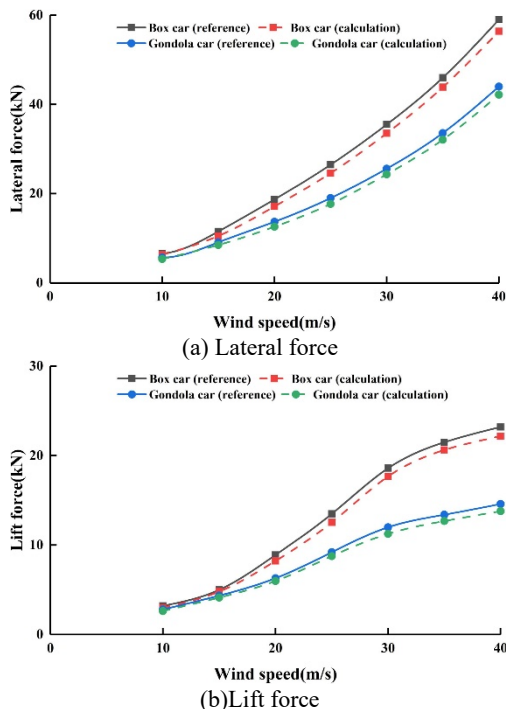 60
Box car (reference) Box car (calculation)
Gondola car (reference) Gondola car (calculation)
Lateral force(kN)
40
20
0
0 10 20 30 40
Wind speed(m/s)
(a) Lateral force
30
Box car (reference) Box car (calculation)
Gondola car (reference) Gondola car (calculation)
Lift force(kN)
20
10
0
0 10 20 30 40
Wind speed(m/s)
(b)Lift force